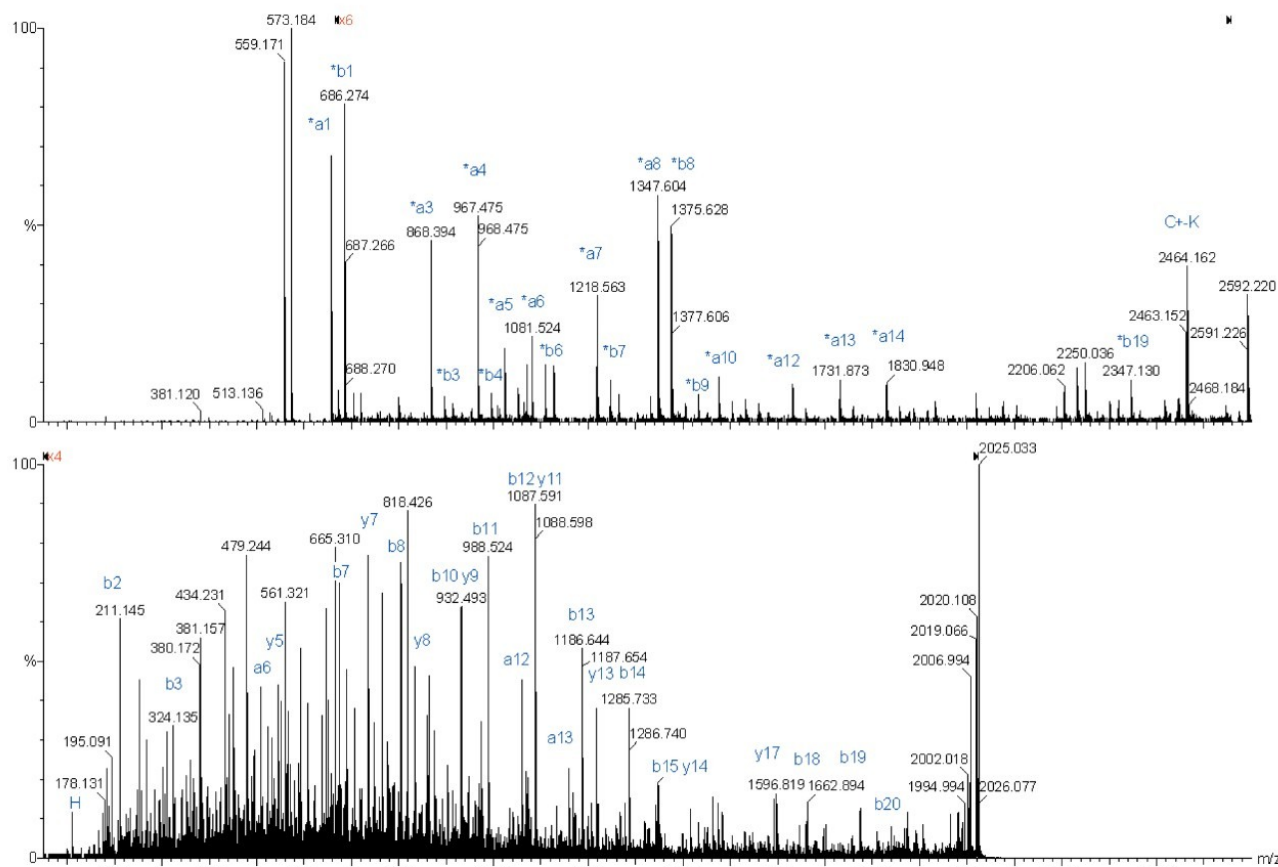 100
573.184
x6
559.171
*b1
686.274
*a1
*a8 *b8
*a4
1347.604
*a3
967.475
1375.628
868.394
968.475
C+-K
%
687.266
*a7
2464.162
1218.563
2592.220
*a5 *a6
1081.524
1377.606
2463.152
2591.226
*a13 *a14
*b6
*a10
*a12
1731.873
1830.948
*b19
688.270
*b7
2250.036
*b3
*b4
2206.062
2347.130
381.120
513.136
*b9
2468.184
0
100
x4
2025.033
b12 y11
818.426
1087.591
y7
1088.598
479.244
665.310
b8
b11
988.524
b2
b7
b10 y9
211.145
434.231
561.321
932.493
2020.108
b13
381.157
1186.644
2019.066
380.172
a6
y5
y8
a12
1187.654
2006.994
%
b3
y13 b14
324.135
1285.733
195.091
a13
1286.740
178.131
b15 y14
y17
b18
b19
2002.018
H
1596.819
1662.894
1994.994
2026.077
b20
0
m/z